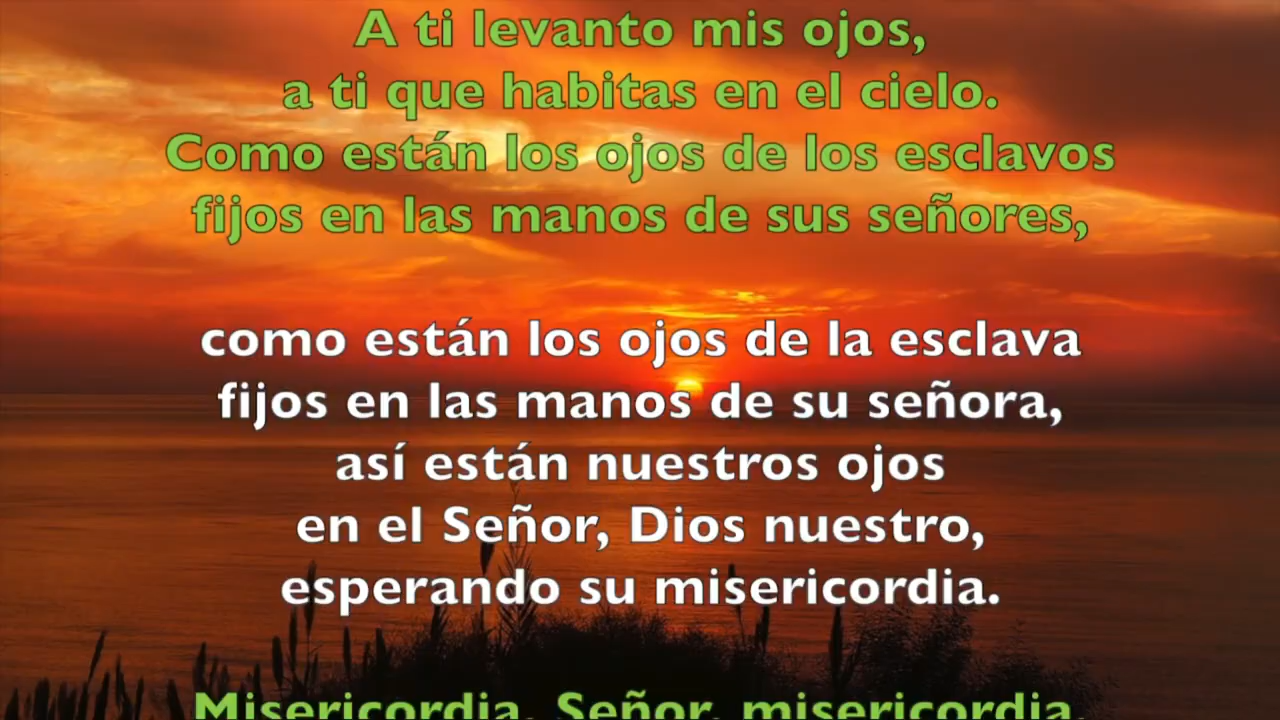 A ti levanto mis ojos,
a ti que habitas en el cielo.
Como están los ojos de los esclavos
fijos en las manos de sus señores,
como están los ojos de la esclava
fijos en las manos de su señora,
así están nuestros ojos
en el Señor, Dios nuestro,
esperando su misericordia.
Misericordia, Señor, misericordia,